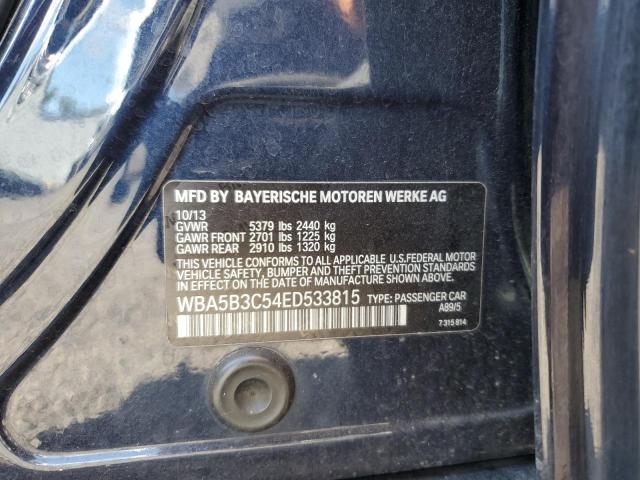 MFD BY BAYERISCHE MOTOREN WERKE AG
10/13
GVWR 5379 lbs 2440 kg
GAWR FRONT 2701 lbs 1225 kg
GAWR REAR 2910 lbs 1320 kg
THIS VEHICLE CONFORMS TO ALL APPLICABLE U.S.FEDERAL MOTOR
VEHICLE SAFETY, BUMPER AND THEFT PREVENTION STANDARDS
IN EFFECT ON THE DATE OF MANUFACTURE SHOWN ABOVE.
WBA5B3C54ED533815 TYPE: PASSENGER CAR
A89/5
7 315 814